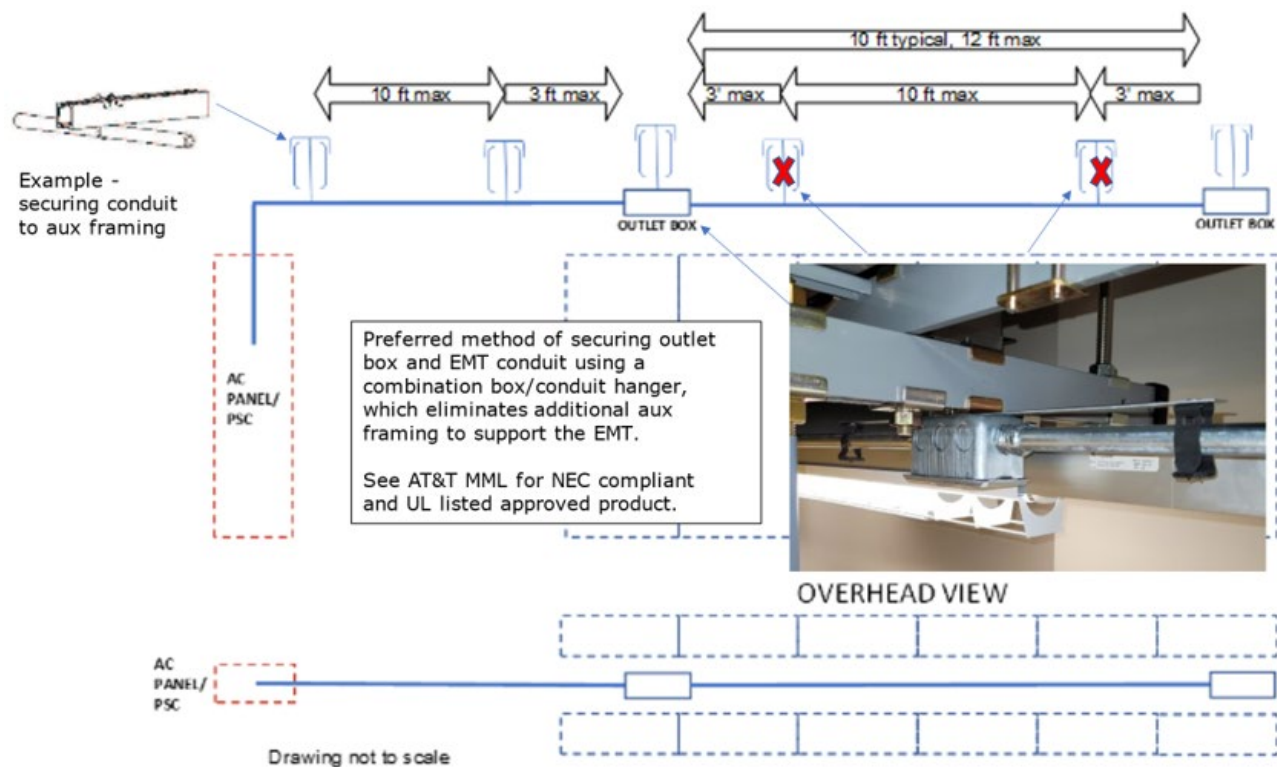 10 ft typical, 12 ft max
10 ft max
3 ft max
3' max
10 ft max
3' max
Example -
securing conduit
to aux framing
OUTLET BOX
OUTLET BOX
AC
PANEL/
PSC
Preferred method of securing outlet
box and EMT conduit using a
combination box/conduit hanger,
which eliminates additional aux
framing to support the EMT.
See AT&T MML for NEC compliant
and UL listed approved product.
OVERHEAD VIEW
AC
PANEL/
PSC
Drawing not to scale